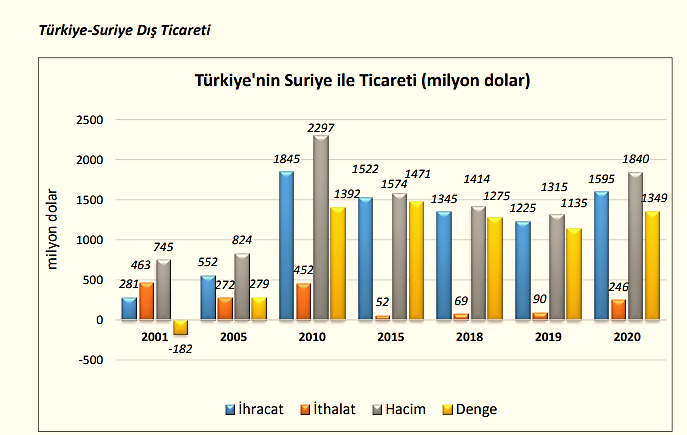 Türkiye-Suriye Dış Ticareti
Türkiye'nin Suriye ile Ticareti (milyon dolar)
milyon dolar
2500
2000
1500
1000
500
0
-500
281 463 745 -182
552 272 824 279
1845 452 2297 1392
1522 52 1574 1471
1345 69 1414 1275
1225 90 1315 1135
1595 246 1840 1349
2001 2005 2010 2015 2018 2019 2020
İhracat İthalat Hacim Denge